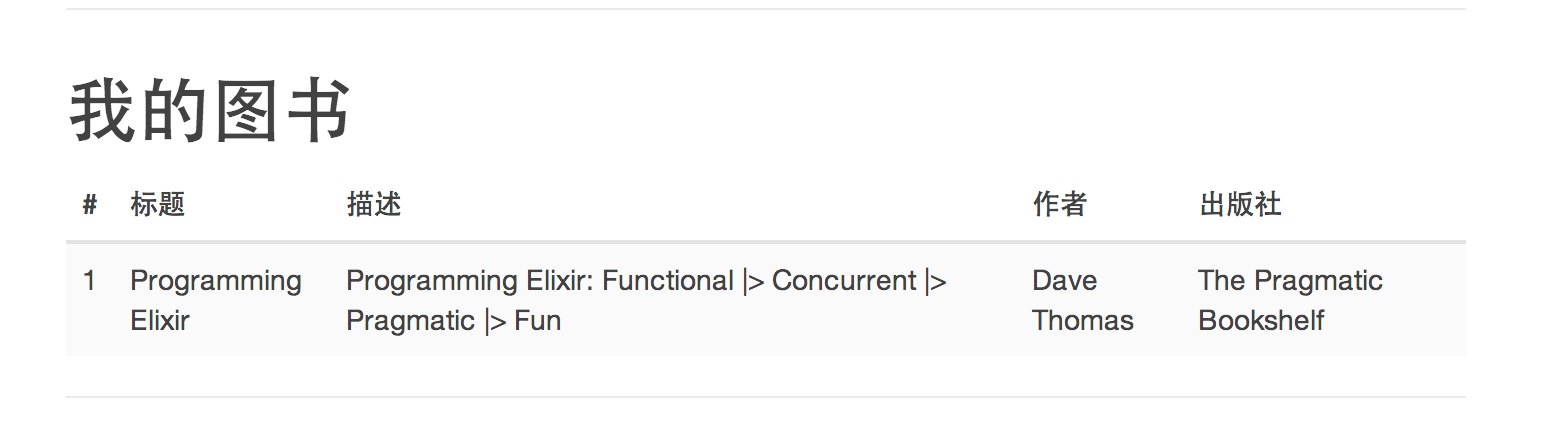 我的图书
# 标题 描述 作者 出版社
1 Programming Programming Elixir: Functional |> Concurrent |> Dave The Pragmatic
Elixir Pragmatic |> Fun Thomas Bookshelf